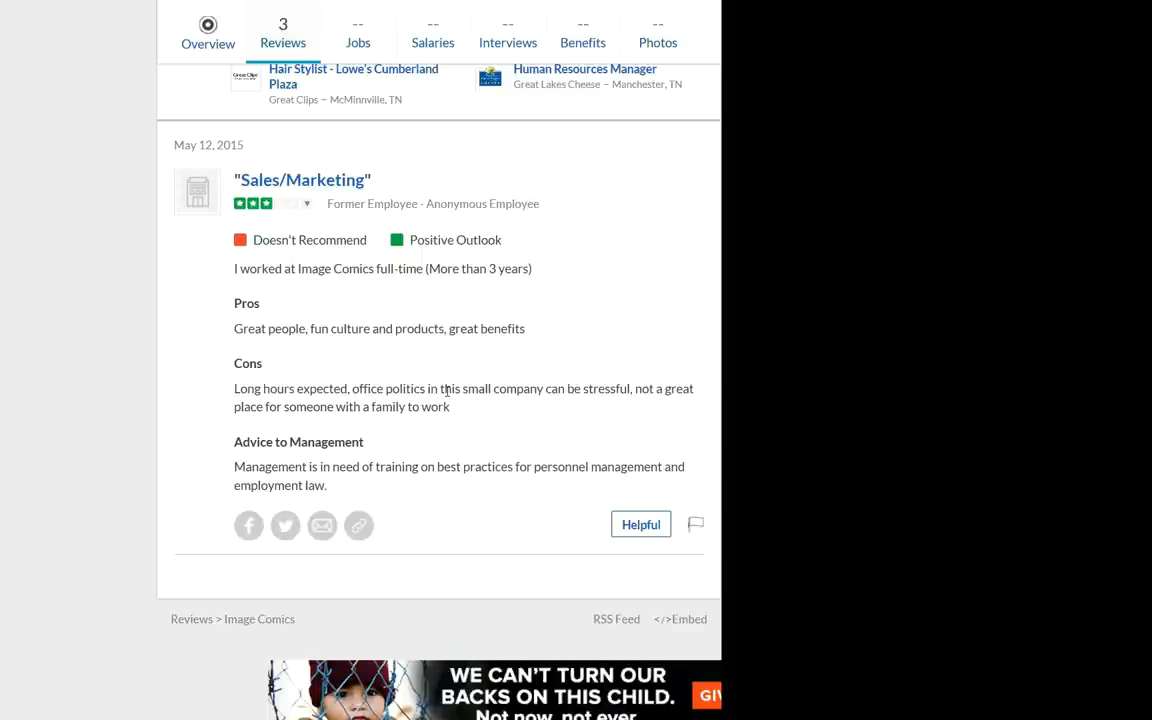 3 -- -- -- -- -- --
Overview Reviews Jobs Salaries Interviews Benefits Photos
Hair Stylist - Lowe's Cumberland Plaza
Great Clips – McMinnville, TN
Human Resources Manager
Great Lakes Cheese – Manchester, TN
May 12, 2015
"Sales/Marketing"
Former Employee - Anonymous Employee
Doesn't Recommend Positive Outlook
I worked at Image Comics full-time (More than 3 years)
Pros
Great people, fun culture and products, great benefits
Cons
Long hours expected, office politics in this small company can be stressful, not a great
place for someone with a family to work
Advice to Management
Management is in need of training on best practices for personnel management and
employment law.
Helpful
Reviews > Image Comics RSS Feed </>Embed
WE CAN'T TURN OUR
BACKS ON THIS CHILD.
Not now, not ever